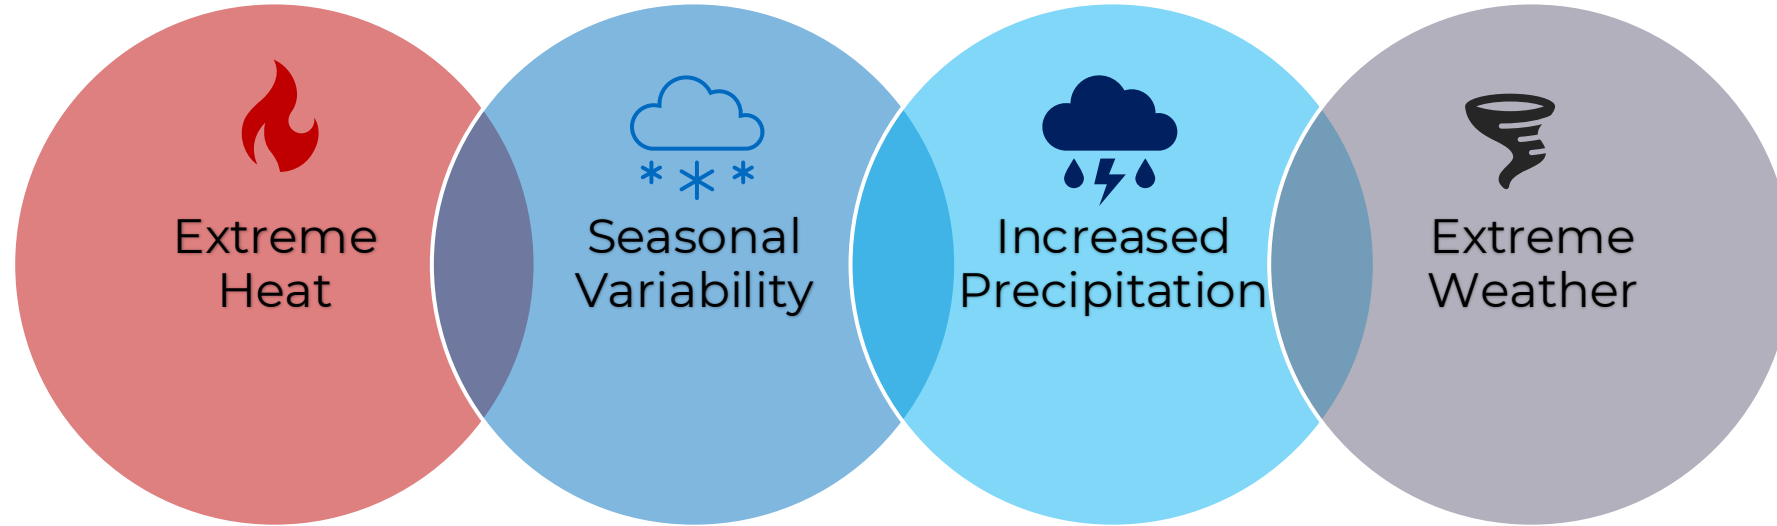 Extreme
Heat
Seasonal
Variability
Increased
Precipitation
Extreme
Weather